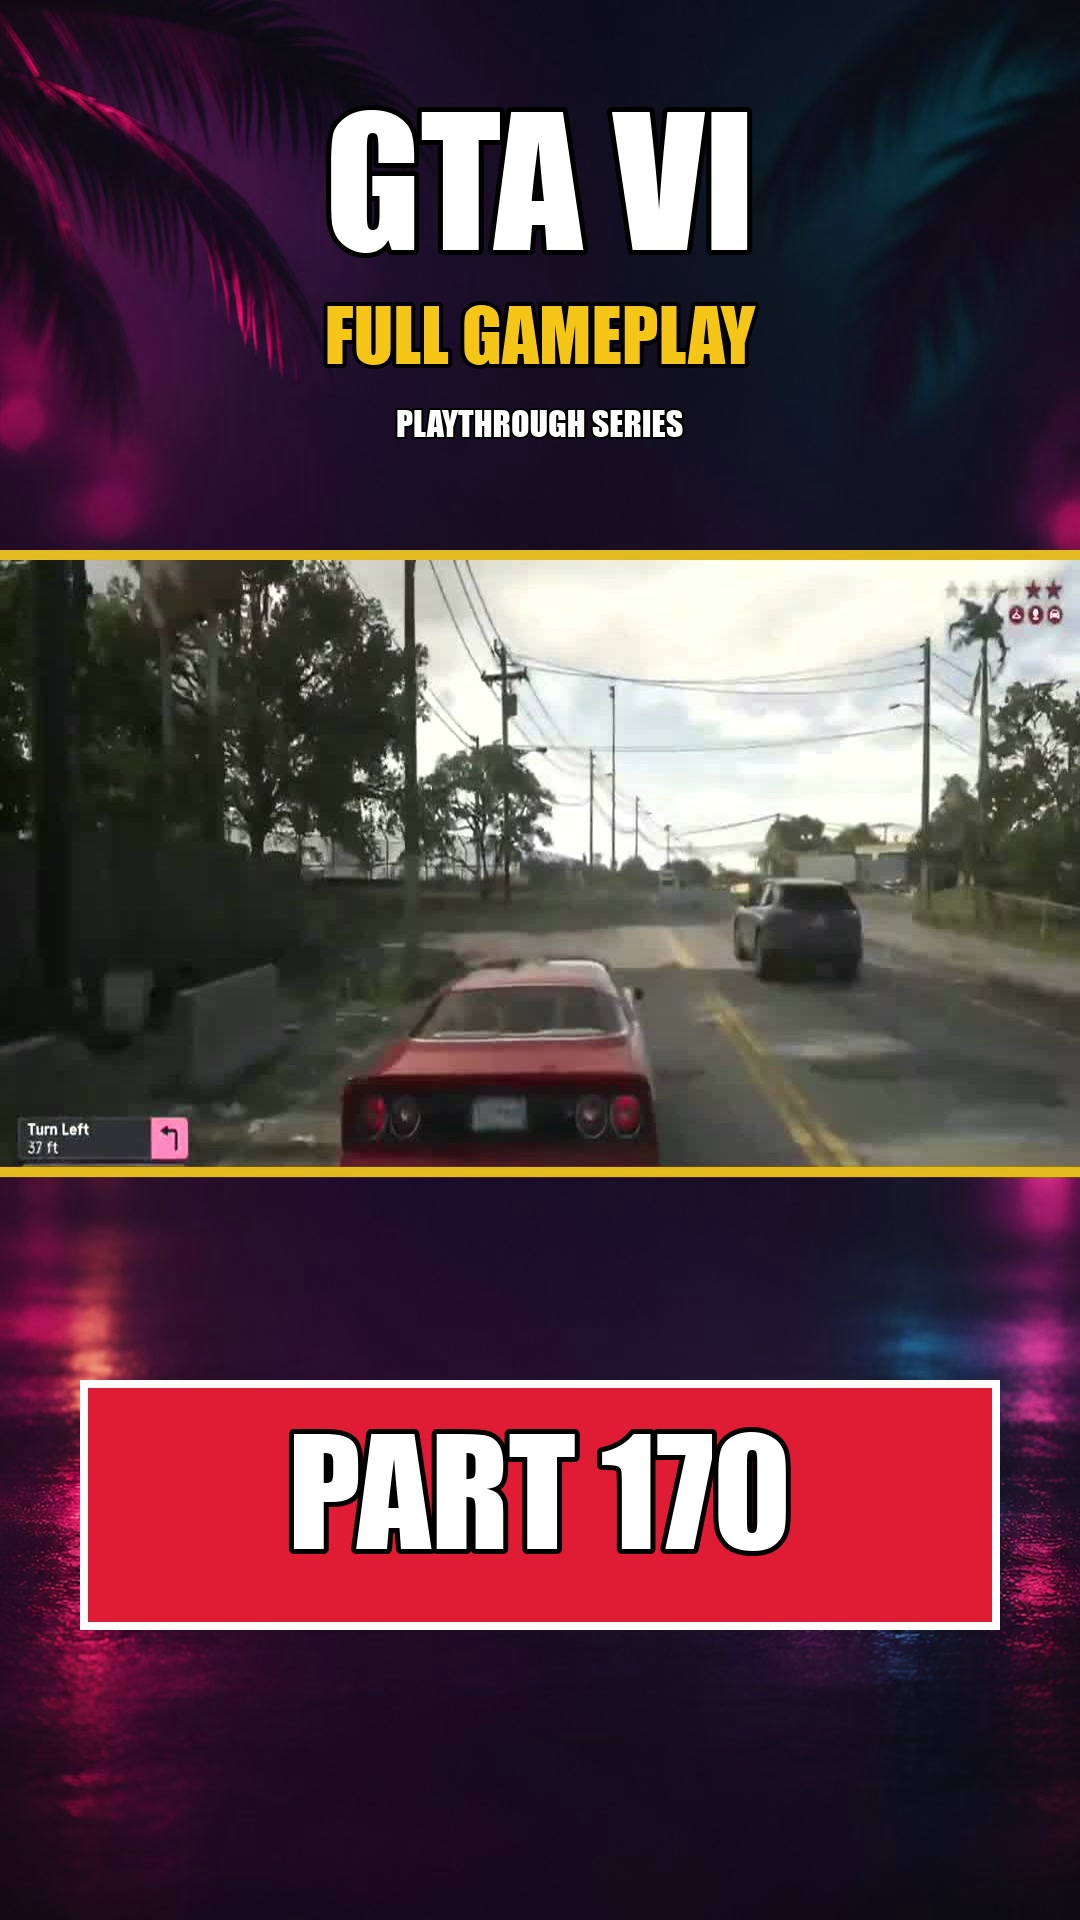 GTA VI
FULL GAMEPLAY
PLAYTHROUGH SERIES
Turn Left
37 ft
PART 170